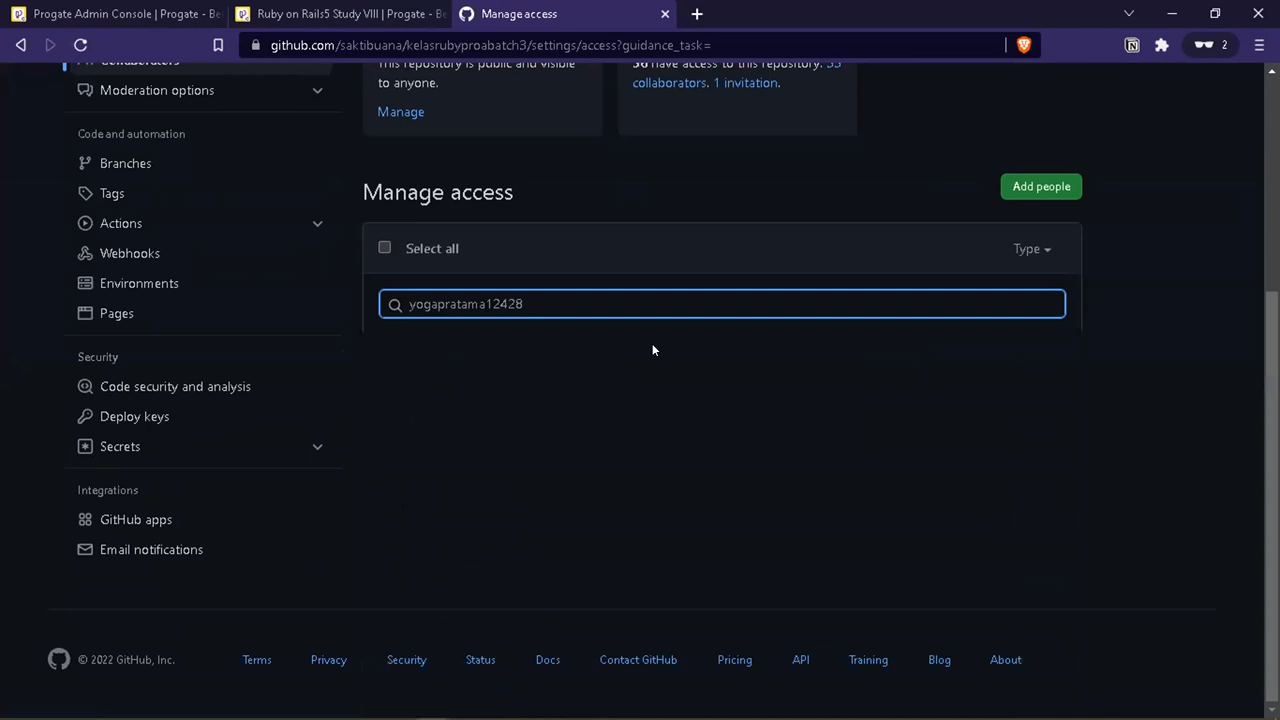 Progate Admin Console | Progate - Be
Ruby on Rails5 Study VIII | Progate - Be
Manage access
github.com/saktibuana/kelasrubyproabatch3/settings/access?guidance_task=
2
Collaborators
Moderation options
Code and automation
Branches
Tags
Actions
Webhooks
Environments
Pages
Security
Code security and analysis
Deploy keys
Secrets
Integrations
GitHub apps
Email notifications
This repository is public and visible
to anyone.
Manage
36 have access to this repository. 35
collaborators. 1 invitation.
Manage access
Add people
Select all
Type
yogapratama12428
© 2022 GitHub, Inc.
Terms
Privacy
Security
Status
Docs
Contact GitHub
Pricing
API
Training
Blog
About